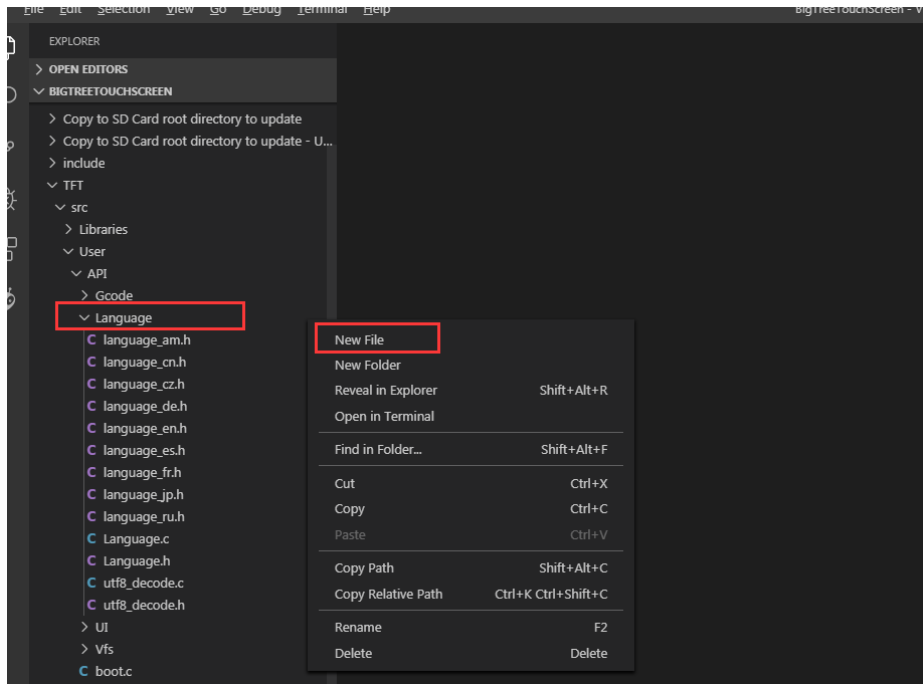 File Edit Selection View Go Debug Terminal Help BigTreeTouchScreen - V
EXPLORER
OPEN EDITORS
BIGTREETOUCHSCREEN
Copy to SD Card root directory to update
Copy to SD Card root directory to update - U...
include
TFT
src
Libraries
User
API
Gcode
Language
language_am.h
language_cn.h
language_cz.h
language_de.h
language_en.h
language_es.h
language_fr.h
language_jp.h
language_ru.h
Language.c
Language.h
utf8_decode.c
utf8_decode.h
UI
Vfs
boot.c
New File
New Folder
Reveal in Explorer Shift+Alt+R
Open in Terminal
Find in Folder... Shift+Alt+F
Cut Ctrl+X
Copy Ctrl+C
Paste Ctrl+V
Copy Path Shift+Alt+C
Copy Relative Path Ctrl+K Ctrl+Shift+C
Rename F2
Delete Delete